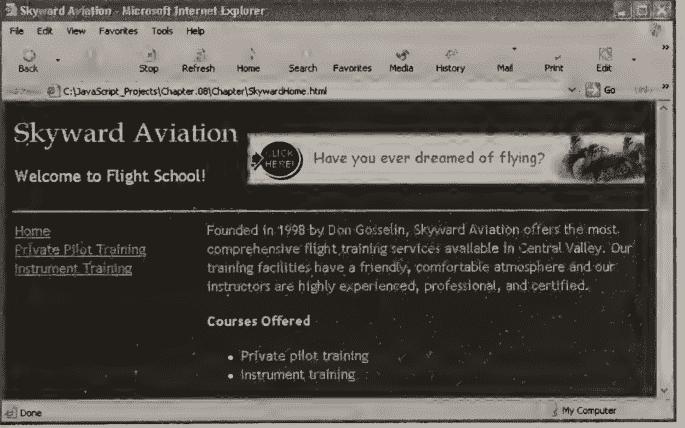 Skyward Aviation - Microsoft Internet Explorer
File Edit View Favorites Tools Help
Back Stop Refresh Home Search Favorites Media History Mail Print Edit
C:\JavaScript_Projects\Chapter.08\Chapter\SkywardHome.html Go
Skyward Aviation
CLICK HERE! Have you ever dreamed of flying?
Welcome to Flight School!
Home
Private Pilot Training
Instrument Training
Founded in 1998 by Don Gosselin, Skyward Aviation offers the most
comprehensive flight training services available in Central Valley. Our
training facilities have a friendly, comfortable atmosphere and our
instructors are highly experienced, professional, and certified.
Courses Offered
• Private pilot training
• Instrument training
Done My Computer